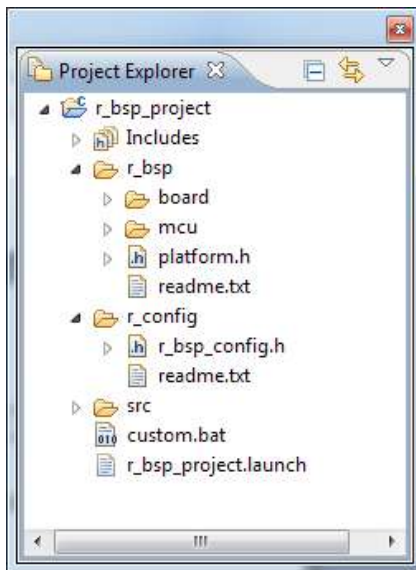 Project Explorer
r_bsp_project
Includes
r_bsp
board
mcu
platform.h
readme.txt
r_config
r_bsp_config.h
readme.txt
src
custom.bat
r_bsp_project.launch